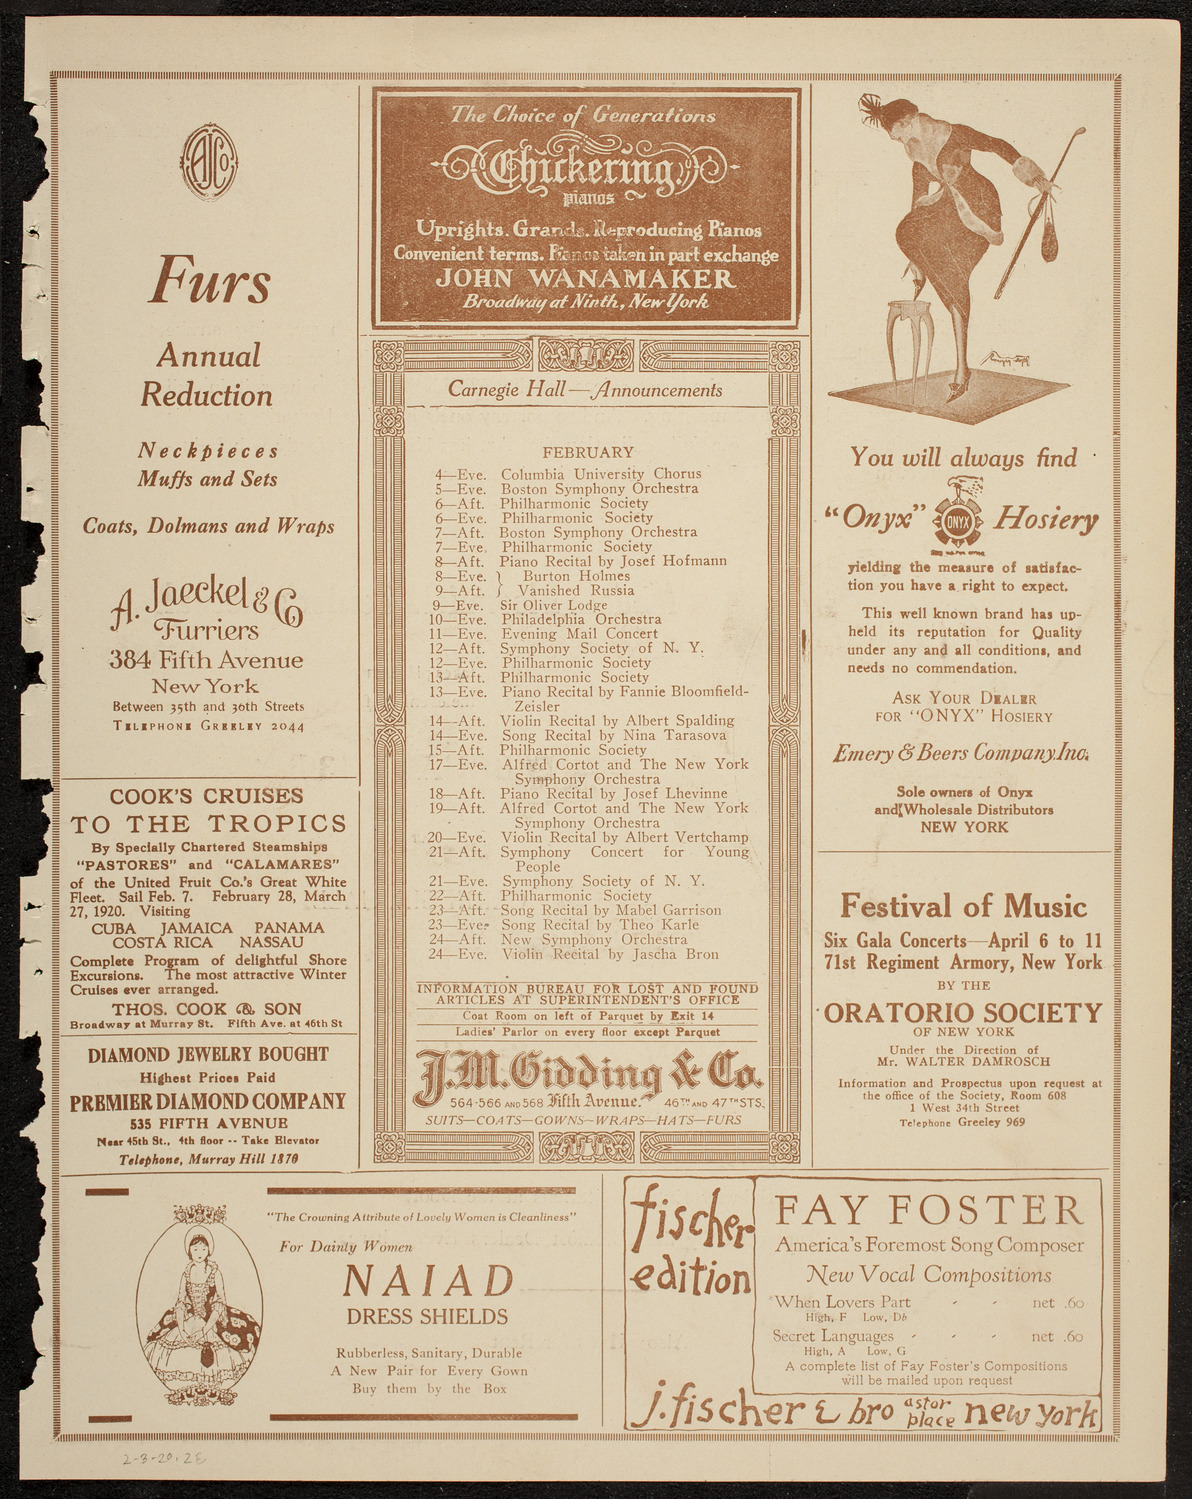 AJCo
Furs
Annual
Reduction
Neckpieces
Muffs and Sets
Coats, Dolmans and Wraps
A. Jaeckel & Co
Furriers
384 Fifth Avenue
New York
Between 35th and 36th Streets
TELEPHONE GREELEY 2044
COOK'S CRUISES
TO THE TROPICS
By Specially Chartered Steamships
"PASTORES" and "CALAMARES"
of the United Fruit Co.'s Great White
Fleet. Sail Feb. 7. February 28, March
27, 1920. Visiting
CUBA JAMAICA PANAMA
COSTA RICA NASSAU
Complete Program of delightful Shore
Excursions. The most attractive Winter
Cruises ever arranged.
THOS. COOK & SON
Broadway at Murray St. Fifth Ave. at 46th St
DIAMOND JEWELRY BOUGHT
Highest Prices Paid
PREMIER DIAMOND COMPANY
535 FIFTH AVENUE
Near 45th St., 4th floor -- Take Elevator
Telephone, Murray Hill 1870
The Choice of Generations
Chickering
pianos
Uprights. Grands. Reproducing Pianos
Convenient terms. Pianos taken in part exchange
JOHN WANAMAKER
Broadway at Ninth, New York
Carnegie Hall—Announcements
FEBRUARY
4—Eve. Columbia University Chorus
5—Eve. Boston Symphony Orchestra
6—Aft. Philharmonic Society
6—Eve. Philharmonic Society
7—Aft. Boston Symphony Orchestra
7—Eve. Philharmonic Society
8—Aft. Piano Recital by Josef Hofmann
8—Eve. } Burton Holmes
9—Aft. } Vanished Russia
9—Eve. Sir Oliver Lodge
10—Eve. Philadelphia Orchestra
11—Eve. Evening Mail Concert
12—Aft. Symphony Society of N. Y.
12—Eve. Philharmonic Society
13—Aft. Philharmonic Society
13—Eve. Piano Recital by Fannie Bloomfield-
Zeisler
14—Aft. Violin Recital by Albert Spalding
14—Eve. Song Recital by Nina Tarasova
15—Aft. Philharmonic Society
17—Eve. Alfred Cortot and The New York
Symphony Orchestra
18—Aft. Piano Recital by Josef Lhevinne
19—Aft. Alfred Cortot and The New York
Symphony Orchestra
20—Eve. Violin Recital by Albert Vertchamp
21—Aft. Symphony Concert for Young
People
21—Eve. Symphony Society of N. Y.
22—Aft. Philharmonic Society
23—Aft. Song Recital by Mabel Garrison
23—Eve. Song Recital by Theo Karle
24—Aft. New Symphony Orchestra
24—Eve. Violin Recital by Jascha Bron
INFORMATION BUREAU FOR LOST AND FOUND
ARTICLES AT SUPERINTENDENT'S OFFICE
Coat Room on left of Parquet by Exit 14
Ladies' Parlor on every floor except Parquet
J.M. Gidding & Co.
564-566 AND 568 Fifth Avenue. 46TH AND 47TH STS.
SUITS—COATS—GOWNS—WRAPS—HATS—FURS
You will always find
"Onyx" ONYX Hosiery
yielding the measure of satisfac-
tion you have a right to expect.
This well known brand has up-
held its reputation for Quality
under any and all conditions, and
needs no commendation.
ASK YOUR DEALER
FOR "ONYX" HOSIERY
Emery & Beers Company, Inc.
Sole owners of Onyx
and Wholesale Distributors
NEW YORK
Festival of Music
Six Gala Concerts—April 6 to 11
71st Regiment Armory, New York
BY THE
ORATORIO SOCIETY
OF NEW YORK
Under the Direction of
Mr. WALTER DAMROSCH
Information and Prospectus upon request at
the office of the Society, Room 608
1 West 34th Street
Telephone Greeley 969
"The Crowning Attribute of Lovely Women is Cleanliness"
For Dainty Women
NAIAD
DRESS SHIELDS
Rubberless, Sanitary, Durable
A New Pair for Every Gown
Buy them by the Box
fischer
edition
FAY FOSTER
America's Foremost Song Composer
New Vocal Compositions
When Lovers Part - - net .60
High, F Low, Db
Secret Languages - - - net .60
High, A Low, G
A complete list of Fay Foster's Compositions
will be mailed upon request
j. fischer & bro astor place new york
2-3-20.2E